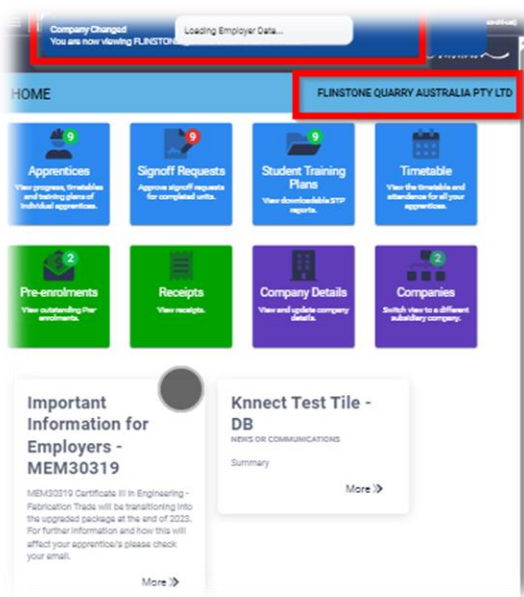 Company Changed
Loading Employer Data...
You are now viewing FLINSTON
HOME
FLINSTONE QUARRY AUSTRALIA PTY LTD
9
9
9
Apprentices
View progress, timetables
and training plans of
individual apprentices.
Signoff Requests
Approve signoff requests
for completed units.
Student Training
Plans
View downloadable STP
reports.
Timetable
View the timetable and
attendance for all your
apprentices.
2
2
Pre-enrolments
View outstanding Pre-
enrolments.
Receipts
View receipts.
Company Details
View and update company
details.
Companies
Switch view to a different
subsidiary company.
Important
Information for
Employers -
MEM30319
MEM30319 Certificate III in Engineering -
Fabrication Trade will be transitioning into
the upgraded package at the end of 2023.
For further information and how this will
affect your apprentice/s please check
your email.
More
Knnect Test Tile -
DB
NEWS OR COMMUNICATIONS
Summary
More